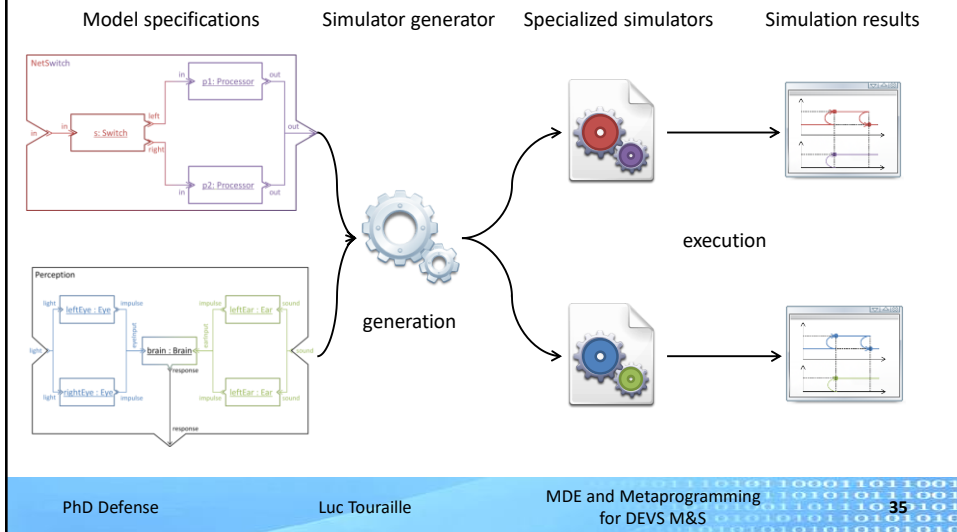 Model specifications
Simulator generator
Specialized simulators
Simulation results
NetSwitch
in
p1: Processor
out
in
in
s: Switch
left
right
out
in
p2: Processor
out
generation
execution
Perception
light
leftEye : Eye
impulse
impulse
leftEar : Ear
sound
light
eyeInput
brain : Brain
earInput
sound
response
light
rightEye : Eye
impulse
impulse
leftEar : Ear
sound
response
PhD Defense
Luc Touraille
MDE and Metaprogramming
for DEVS M&S
35